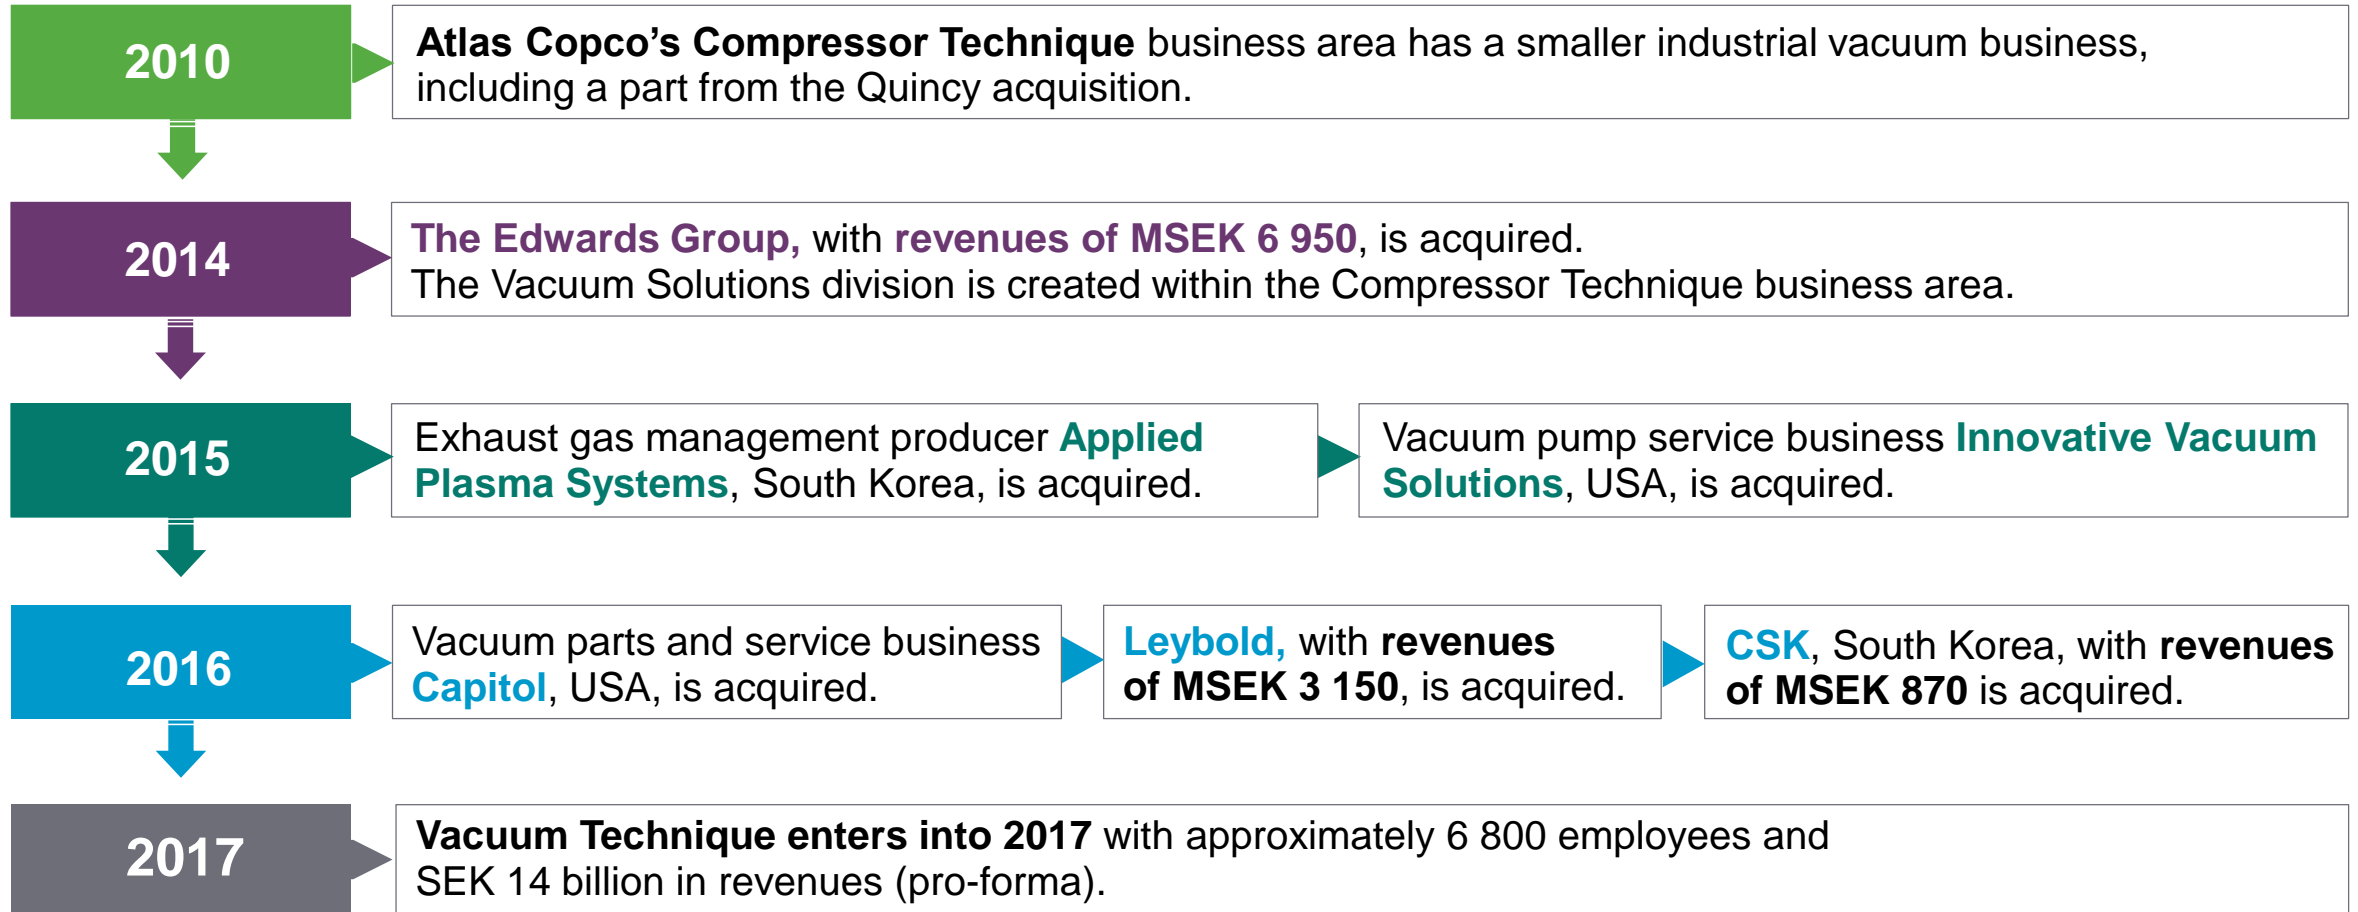 2010
Atlas Copco’s Compressor Technique business area has a smaller industrial vacuum business,
including a part from the Quincy acquisition.
2014
The Edwards Group, with revenues of MSEK 6 950, is acquired.
The Vacuum Solutions division is created within the Compressor Technique business area.
2015
Exhaust gas management producer Applied
Plasma Systems, South Korea, is acquired.
Vacuum pump service business Innovative Vacuum
Solutions, USA, is acquired.
2016
Vacuum parts and service business
Capitol, USA, is acquired.
Leybold, with revenues
of MSEK 3 150, is acquired.
CSK, South Korea, with revenues
of MSEK 870 is acquired.
2017
Vacuum Technique enters into 2017 with approximately 6 800 employees and
SEK 14 billion in revenues (pro-forma).